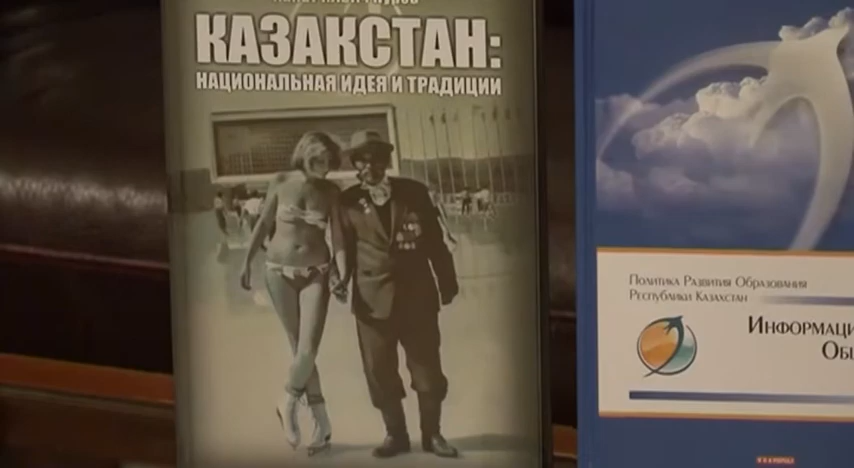 КАЗАКСТАН:
НАЦИОНАЛЬНАЯ ИДЕЯ И ТРАДИЦИИ
Политика Развития Образования
Республики Казахстан